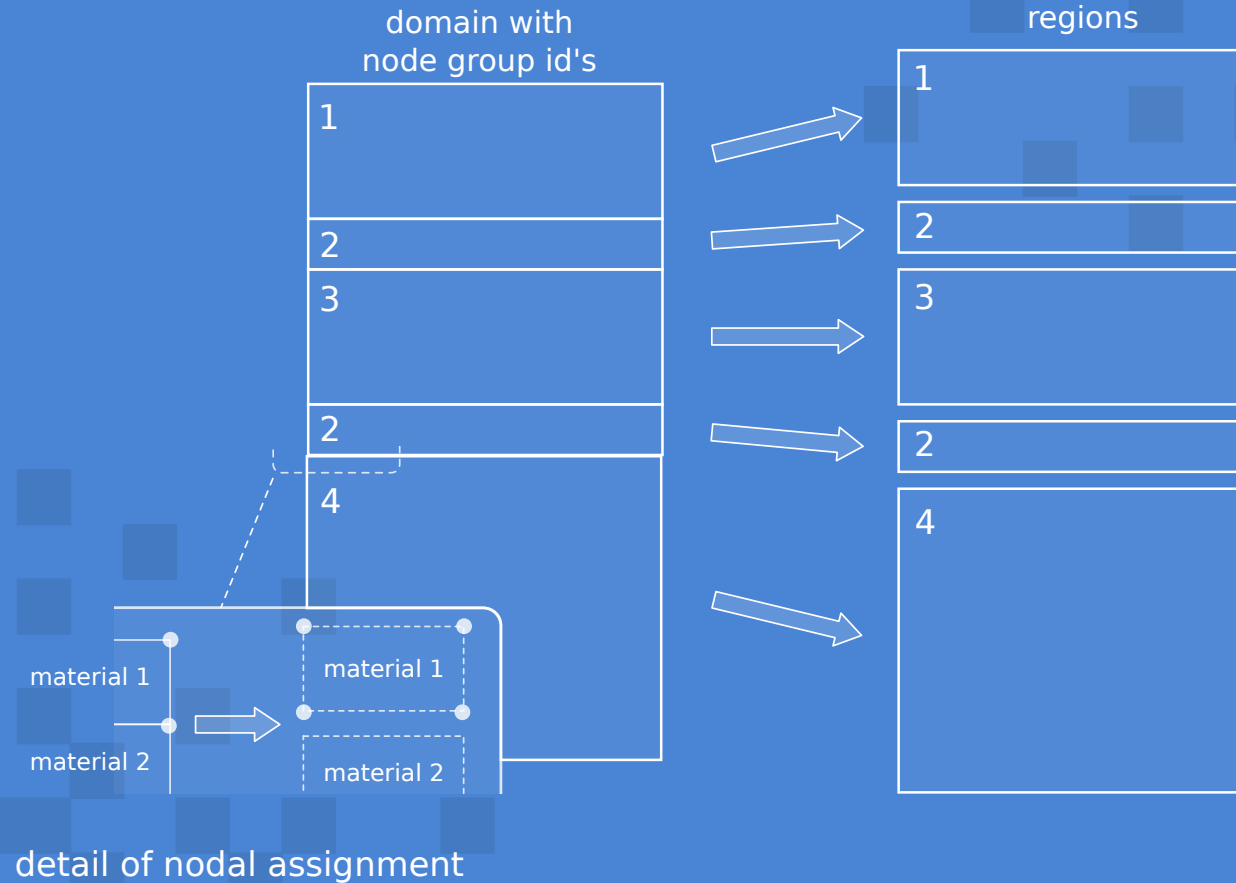 domain with
node group id's
1
2
3
2
4
regions
1
2
3
2
4
material 1
material 2
material 1
material 2
detail of nodal assignment